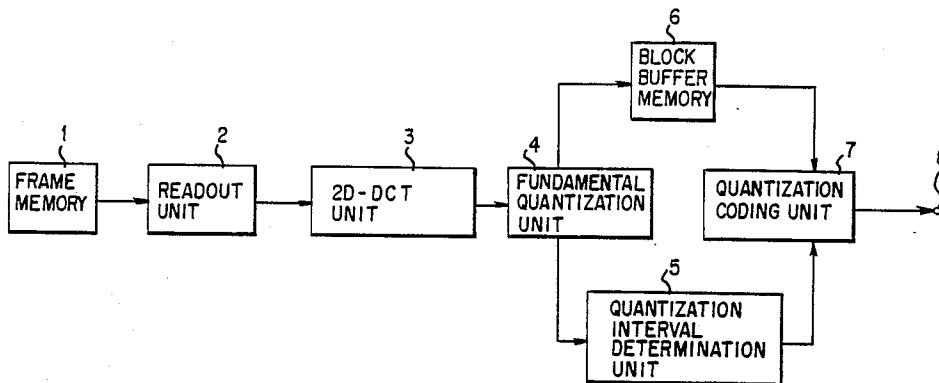 6
BLOCK
BUFFER
MEMORY
1
FRAME
MEMORY
2
READOUT
UNIT
3
2D-DCT
UNIT
4
FUNDAMENTAL
QUANTIZATION
UNIT
7
QUANTIZATION
CODING UNIT
5
QUANTIZATION
INTERVAL
DETERMINATION
UNIT